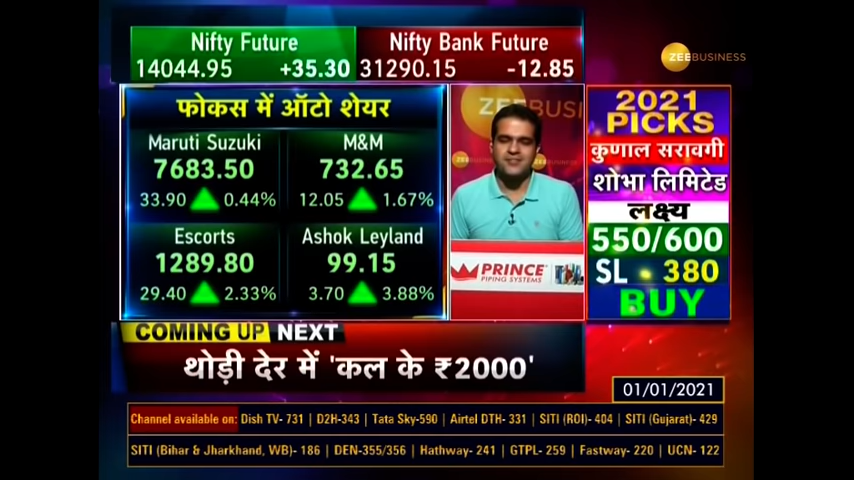 Nifty Future
14044.95 +35.30
Nifty Bank Future
31290.15 -12.85
ZEEBUSINESS
फोकस में ऑटो शेयर
Maruti Suzuki
7683.50
33.90 0.44%
M&M
732.65
12.05 1.67%
Escorts
1289.80
29.40 2.33%
Ashok Leyland
99.15
3.70 3.88%
ZEEBUSI
PRINCE
PIPING SYSTEMS
2021
PICKS
कुणाल सरावगी
शोभा लिमिटेड
लक्ष्य
550/600
SL 380
BUY
COMING UP NEXT
थोड़ी देर में 'कल के ₹2000'
01/01/2021
Channel available on: Dish TV- 731 | D2H-343 | Tata Sky-590 | Airtel DTH- 331 | SITI (ROI)- 404 | SITI (Gujarat)- 429
SITI (Bihar & Jharkhand, WB)- 186 | DEN-355/356 | Hathway- 241 | GTPL- 259 | Fastway- 220 | UCN- 122